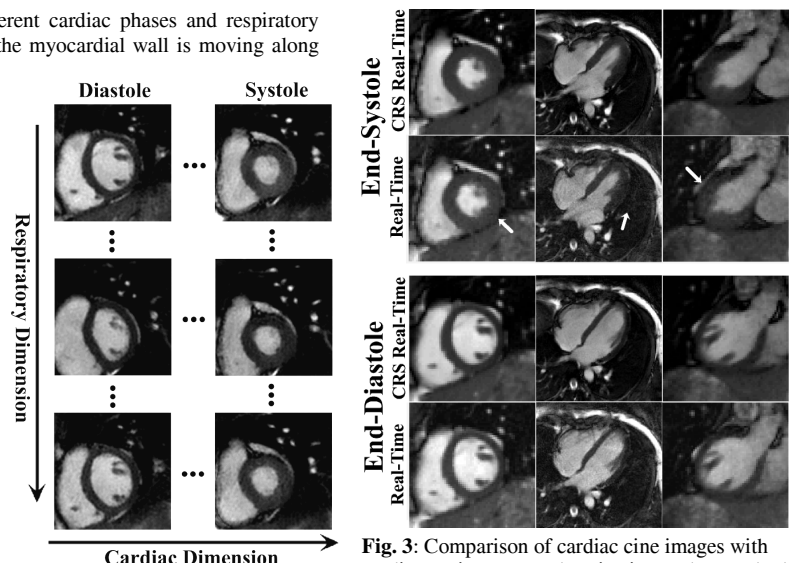 erent cardiac phases and respiratory
he myocardial wall is moving along
Diastole Systole
Respiratory Dimension
Cardiac Dimension
End-Systole
CRS Real-Time
Real-Time
End-Diastole
CRS Real-Time
Real-Time
Fig. 3: Comparison of cardiac cine images with